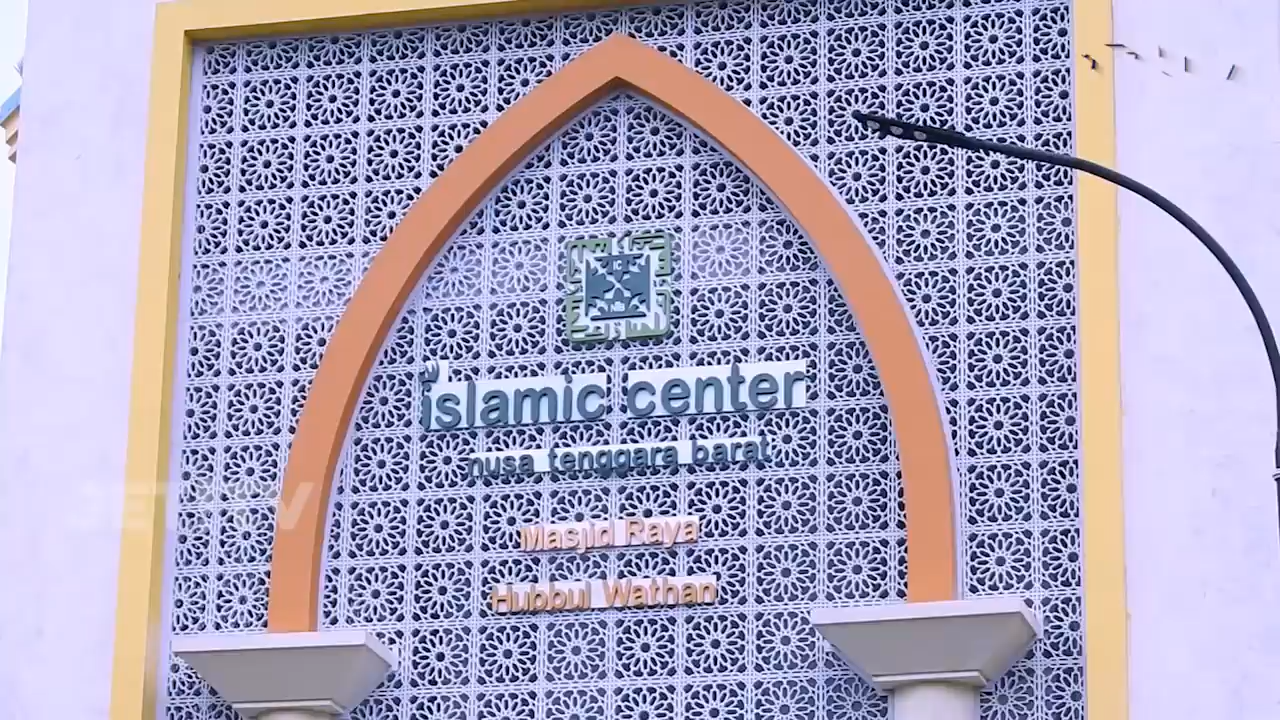 islamic center
nusa tenggara barat
Masjid Raya
Hubbul Wathan